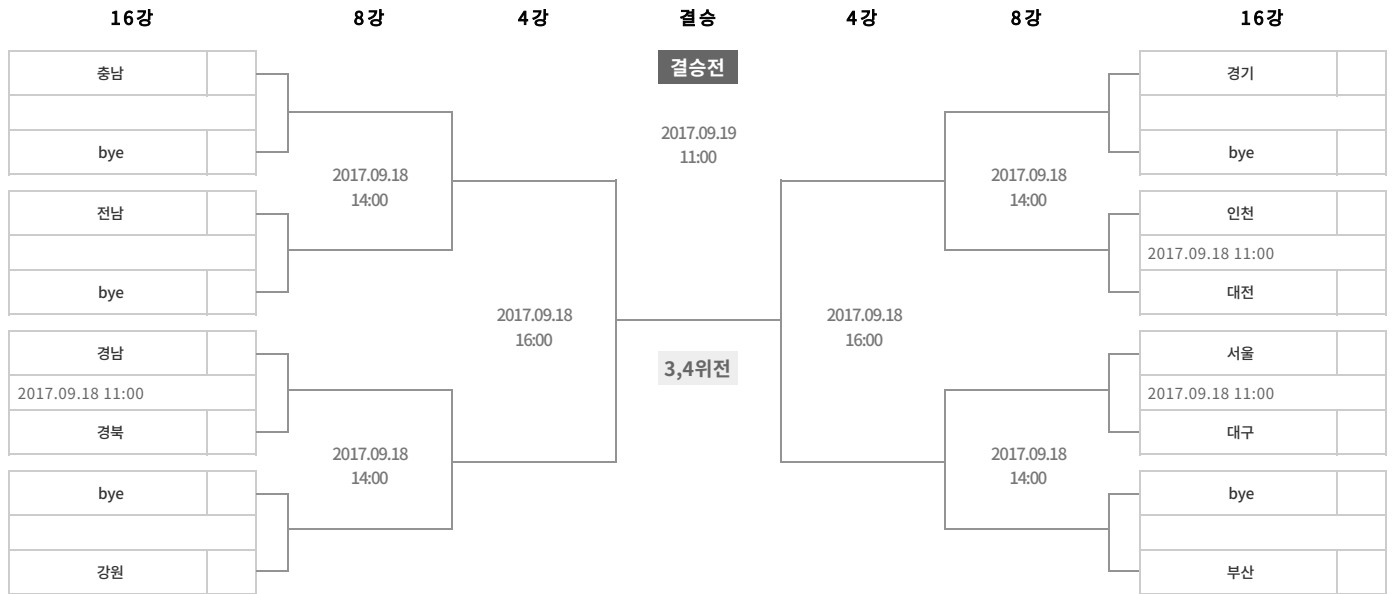 16강 8강 4강 결승 4강 8강 16강
충남
bye
전남
bye
경남
2017.09.18 11:00
경북
bye
강원
2017.09.18
14:00
2017.09.18
14:00
2017.09.18
16:00
결승전
2017.09.19
11:00
3,4위전
2017.09.18
16:00
2017.09.18
14:00
2017.09.18
14:00
경기
bye
인천
2017.09.18 11:00
대전
서울
2017.09.18 11:00
대구
bye
부산